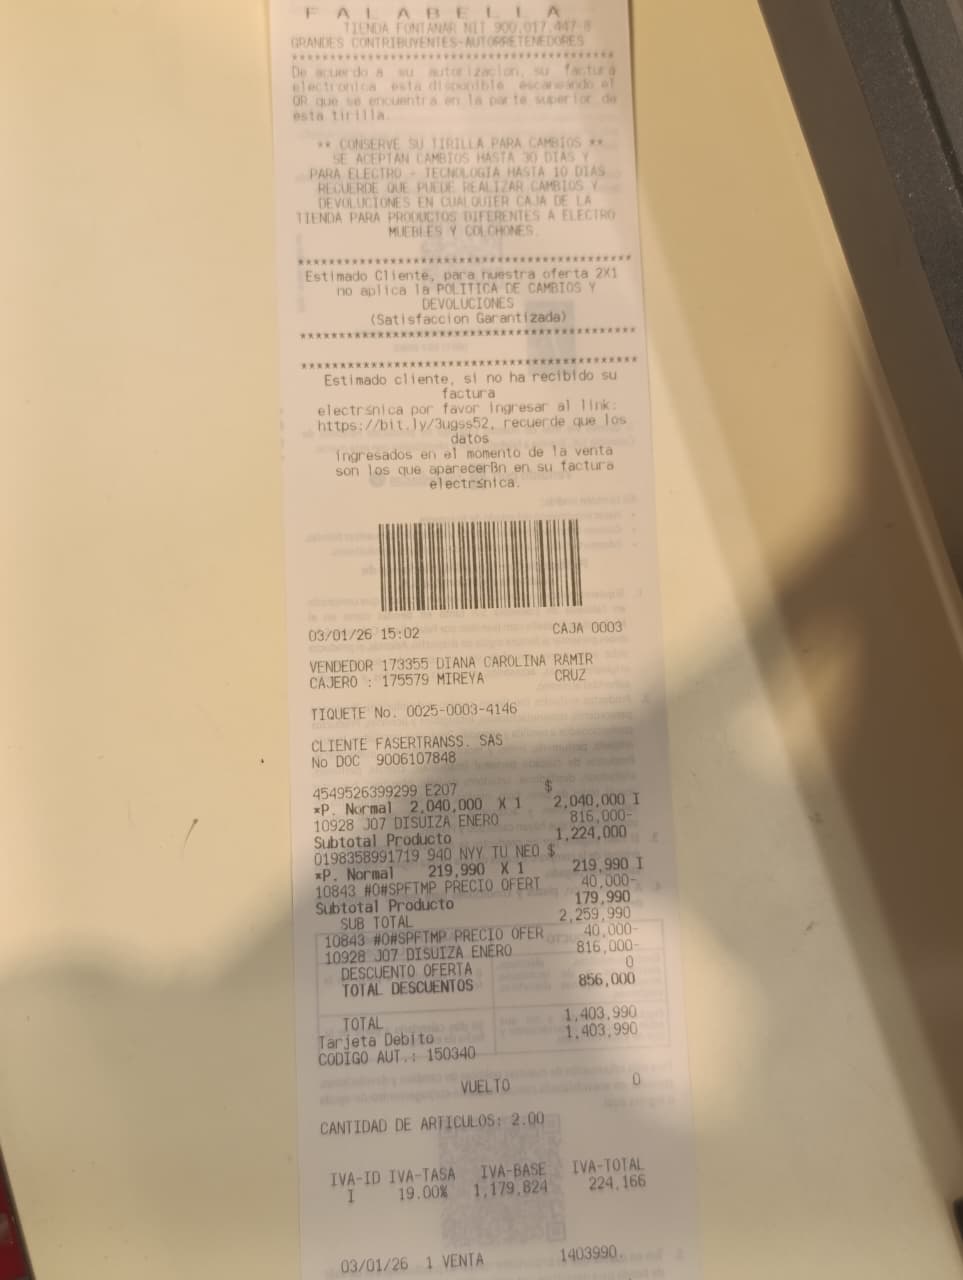 FALABELLA
TIENDA FONTANAR NIT 900.017.447-8
GRANDES CONTRIBUYENTES-AUTORRETENEDORES
****************************************
De acuerdo a su autorizacion, su factura
electronica esta disponible escaneando el
QR que se encuentra en la parte superior de
esta tirilla.
** CONSERVE SU TIRILLA PARA CAMBIOS **
SE ACEPTAN CAMBIOS HASTA 30 DIAS Y
PARA ELECTRO - TECNOLOGIA HASTA 10 DIAS
RECUERDE QUE PUEDE REALIZAR CAMBIOS Y
DEVOLUCIONES EN CUALQUIER CAJA DE LA
TIENDA PARA PRODUCTOS DIFERENTES A ELECTRO
MUEBLES Y COLCHONES.
****************************************
Estimado Cliente, para nuestra oferta 2X1
no aplica la POLITICA DE CAMBIOS Y
DEVOLUCIONES
(Satisfaccion Garantizada)
****************************************
****************************************
Estimado cliente, si no ha recibido su
factura
electrsnica por favor ingresar al link:
https://bit.ly/3ugss52, recuerde que los
datos
ingresados en el momento de la venta
son los que aparecerßn en su factura
electrsnica.
03/01/26 15:02 CAJA 0003
VENDEDOR 173355 DIANA CAROLINA RAMIR
CAJERO : 175579 MIREYA CRUZ
TIQUETE No. 0025-0003-4146
CLIENTE FASERTRANSS. SAS
No DOC 9006107848
4549526399299 E207 $
*P. Normal 2,040,000 X 1 2,040,000 I
10928 J07 DISUIZA ENERO 816,000-
Subtotal Producto 1,224,000
0198358991719 940 NYY TU NEO $
*P. Normal 219,990 X 1 219,990 I
10843 #O#SPFTMP PRECIO OFERT 40,000-
Subtotal Producto 179,990
SUB TOTAL 2,259,990
10843 #O#SPFTMP PRECIO OFER 40,000-
10928 J07 DISUIZA ENERO 816,000-
DESCUENTO OFERTA 0
TOTAL DESCUENTOS 856,000
TOTAL 1,403,990
Tarjeta Debito 1,403,990
CODIGO AUT.: 150340
VUELTO 0
CANTIDAD DE ARTICULOS: 2.00
IVA-ID IVA-TASA IVA-BASE IVA-TOTAL
I 19.00% 1,179,824 224,166
03/01/26 1 VENTA 1403990.